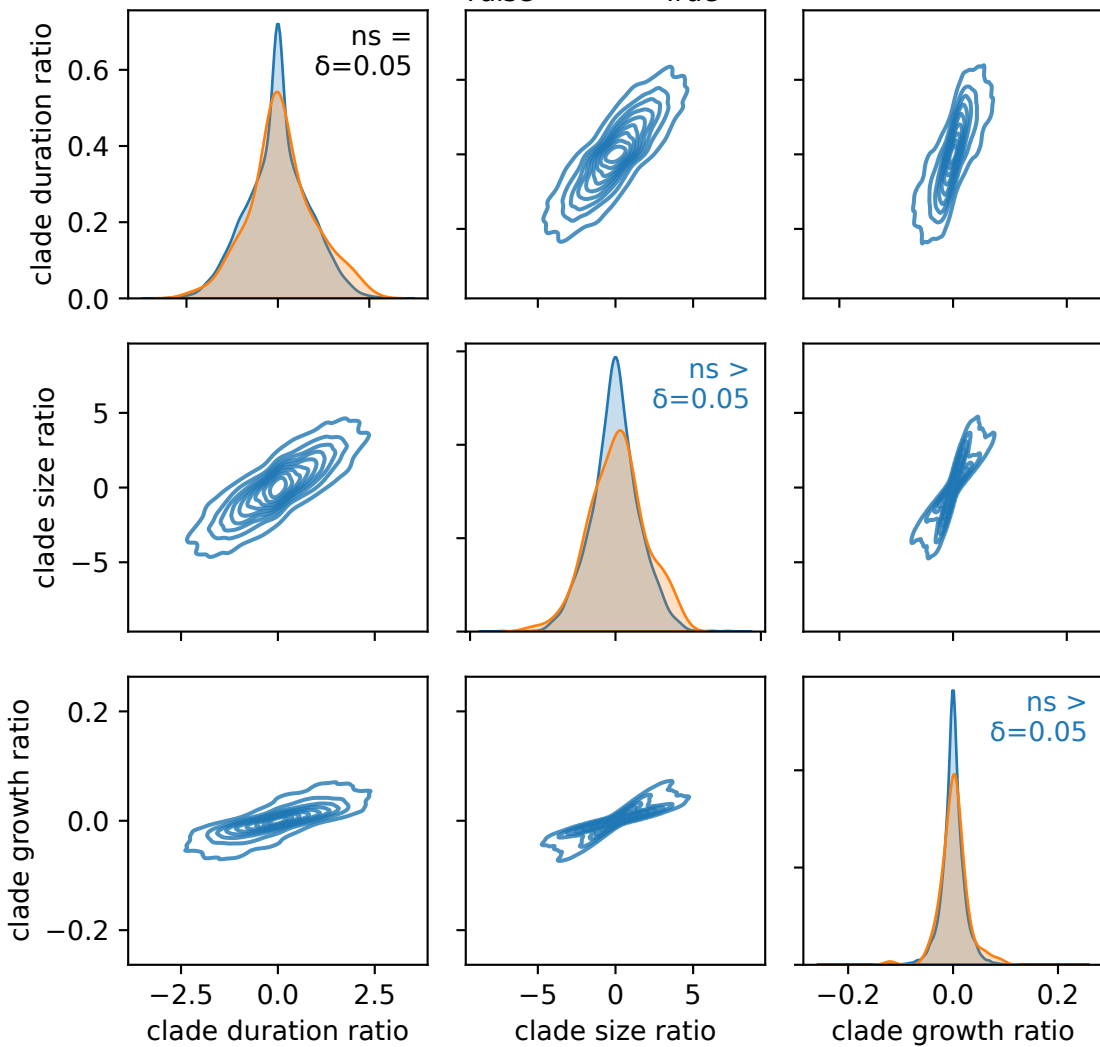 0.6
0.4
0.2
0.0
clade duration ratio
ns =
δ=0.05
5
0
−5
clade size ratio
ns >
δ=0.05
0.2
0.0
−0.2
clade growth ratio
ns >
δ=0.05
−2.5 0.0 2.5
−5 0 5
−0.2 0.0 0.2
clade duration ratio
clade size ratio
clade growth ratio